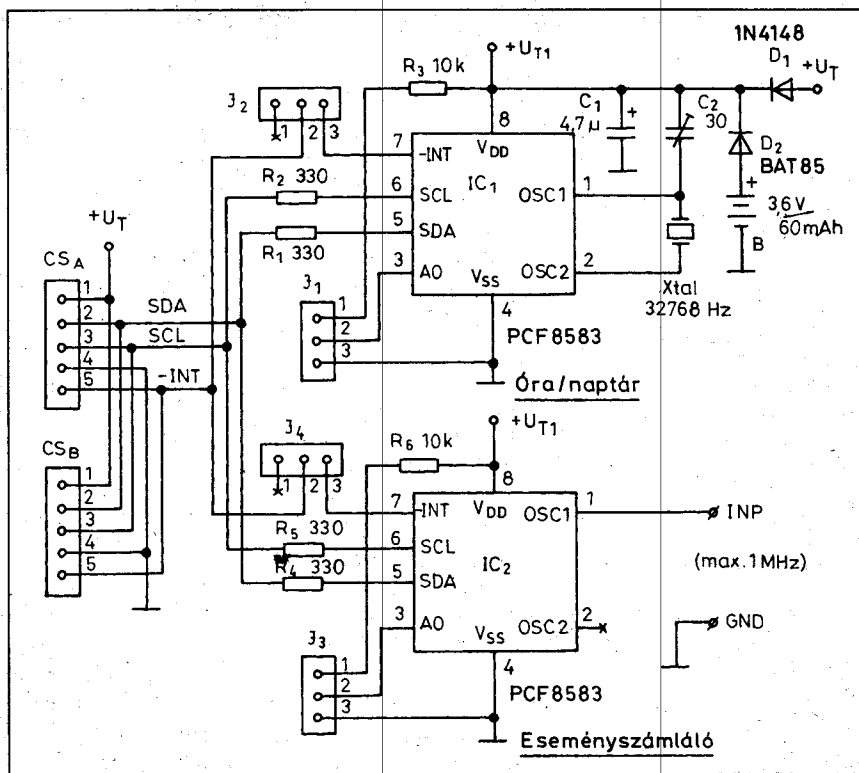 1N4148
+UT1
D1
+UT
R3 10k
J2
C1
4,7µ
+
C2
30
1 2 3
8
7
-INT
VDD
D2
BAT85
R2 330
IC1
6
SCL
OSC1
1
+
3,6V
60mAh
B
R1 330
5
SDA
+UT
3
A0
VSS
OSC2
2
CSA
J1
Xtal
32768 Hz
1
2
3
4
5
SDA
SCL
-INT
1
2
3
4
PCF8583
Óra/naptár
+UT1
J4
R6 10k
CSB
1 2 3
8
1
2
3
4
5
7
-INT
VDD
OSC1
1
INP
R5 330
6
SCL
IC2
(max. 1MHz)
R4 330
5
SDA
3
A0
VSS
OSC2
2
GND
J3
1
2
3
4
PCF8583
Eseményszámláló